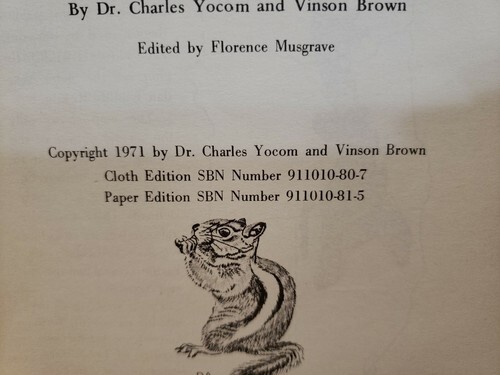 By Dr. Charles Yocom and Vinson Brown
Edited by Florence Musgrave
Copyright 1971 by Dr. Charles Yocom and Vinson Brown
Cloth Edition SBN Number 911010-80-7
Paper Edition SBN Number 911010-81-5